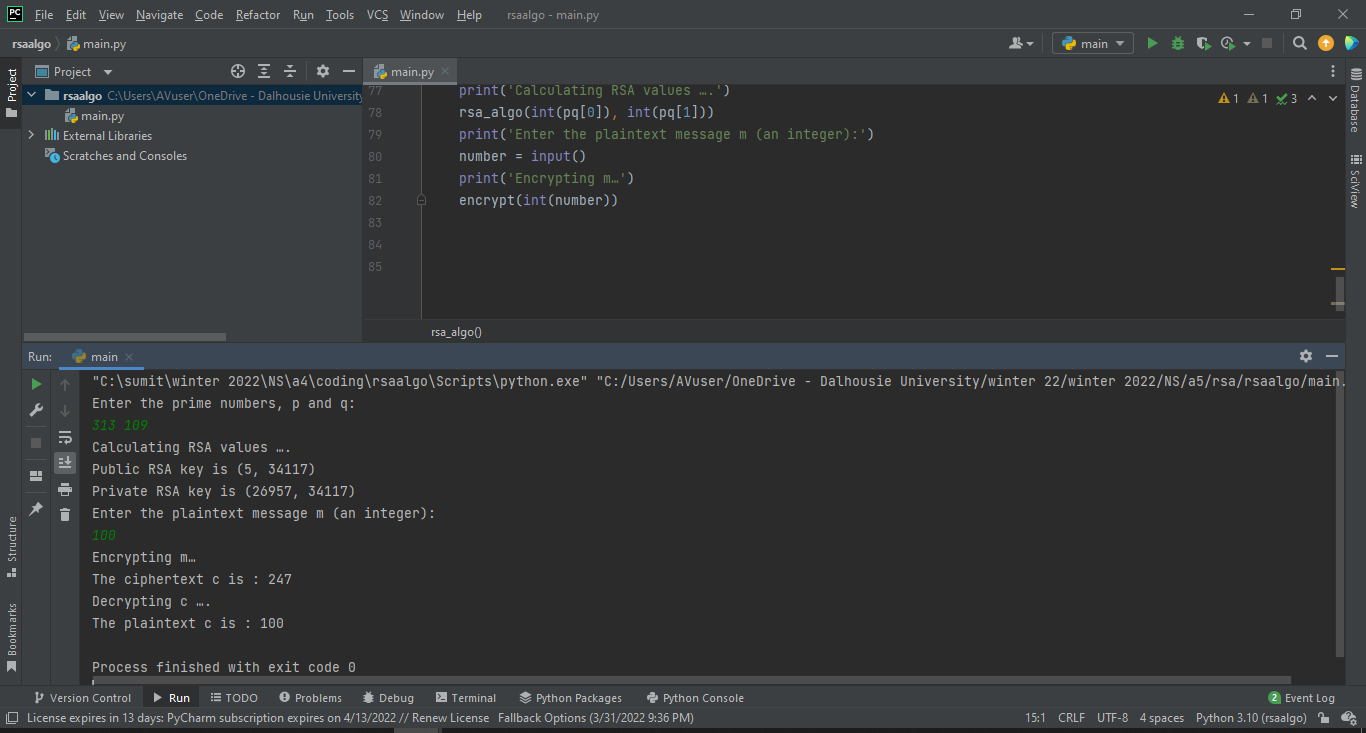 PC File Edit View Navigate Code Refactor Run Tools VCS Window Help rsaalgo - main.py
rsaalgo main.py main
Project main.py
rsaalgo C:\Users\AVuser\OneDrive - Dalhousie University
main.py
External Libraries
Scratches and Consoles
Project
Structure
Bookmarks
77 print('Calculating RSA values ….')
78 rsa_algo(int(pq[0]), int(pq[1]))
79 print('Enter the plaintext message m (an integer):')
80 number = input()
81 print('Encrypting m…')
82 encrypt(int(number))
83
84
85
1 1 3
Database
SciView
rsa_algo()
Run: main
"C:\sumit\winter 2022\NS\a4\coding\rsaalgo\Scripts\python.exe" "C:/Users/AVuser/OneDrive - Dalhousie University/winter 22/winter 2022/NS/a5/rsa/rsaalgo/main.
Enter the prime numbers, p and q:
313 109
Calculating RSA values ….
Public RSA key is (5, 34117)
Private RSA key is (26957, 34117)
Enter the plaintext message m (an integer):
100
Encrypting m…
The ciphertext c is : 247
Decrypting c ….
The plaintext c is : 100
Process finished with exit code 0
Version Control Run TODO Problems Debug Terminal Python Packages Python Console 2 Event Log
License expires in 13 days: PyCharm subscription expires on 4/13/2022 // Renew License Fallback Options (3/31/2022 9:36 PM) 15:1 CRLF UTF-8 4 spaces Python 3.10 (rsaalgo)